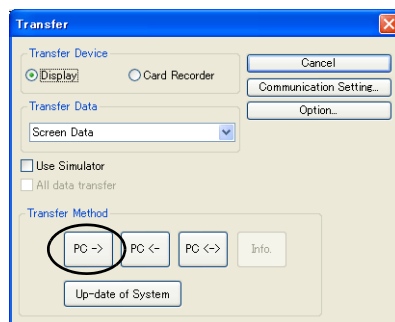 Transfer
Transfer Device
Display
Card Recorder
Cancel
Communication Setting...
Option...
Transfer Data
Screen Data
Use Simulator
All data transfer
Transfer Method
PC ->
PC <-
PC <->
Info.
Up-date of System